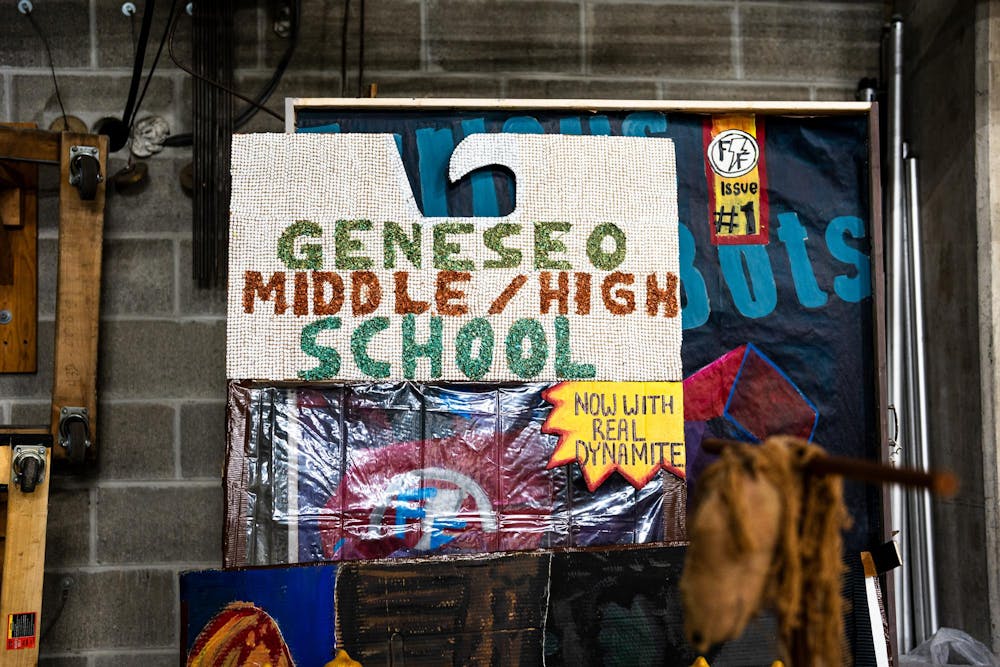 F F
Issue
#1
Bots
GENESEO
MIDDLE/HIGH
SCHOOL
NOW WITH
REAL
DYNAMITE